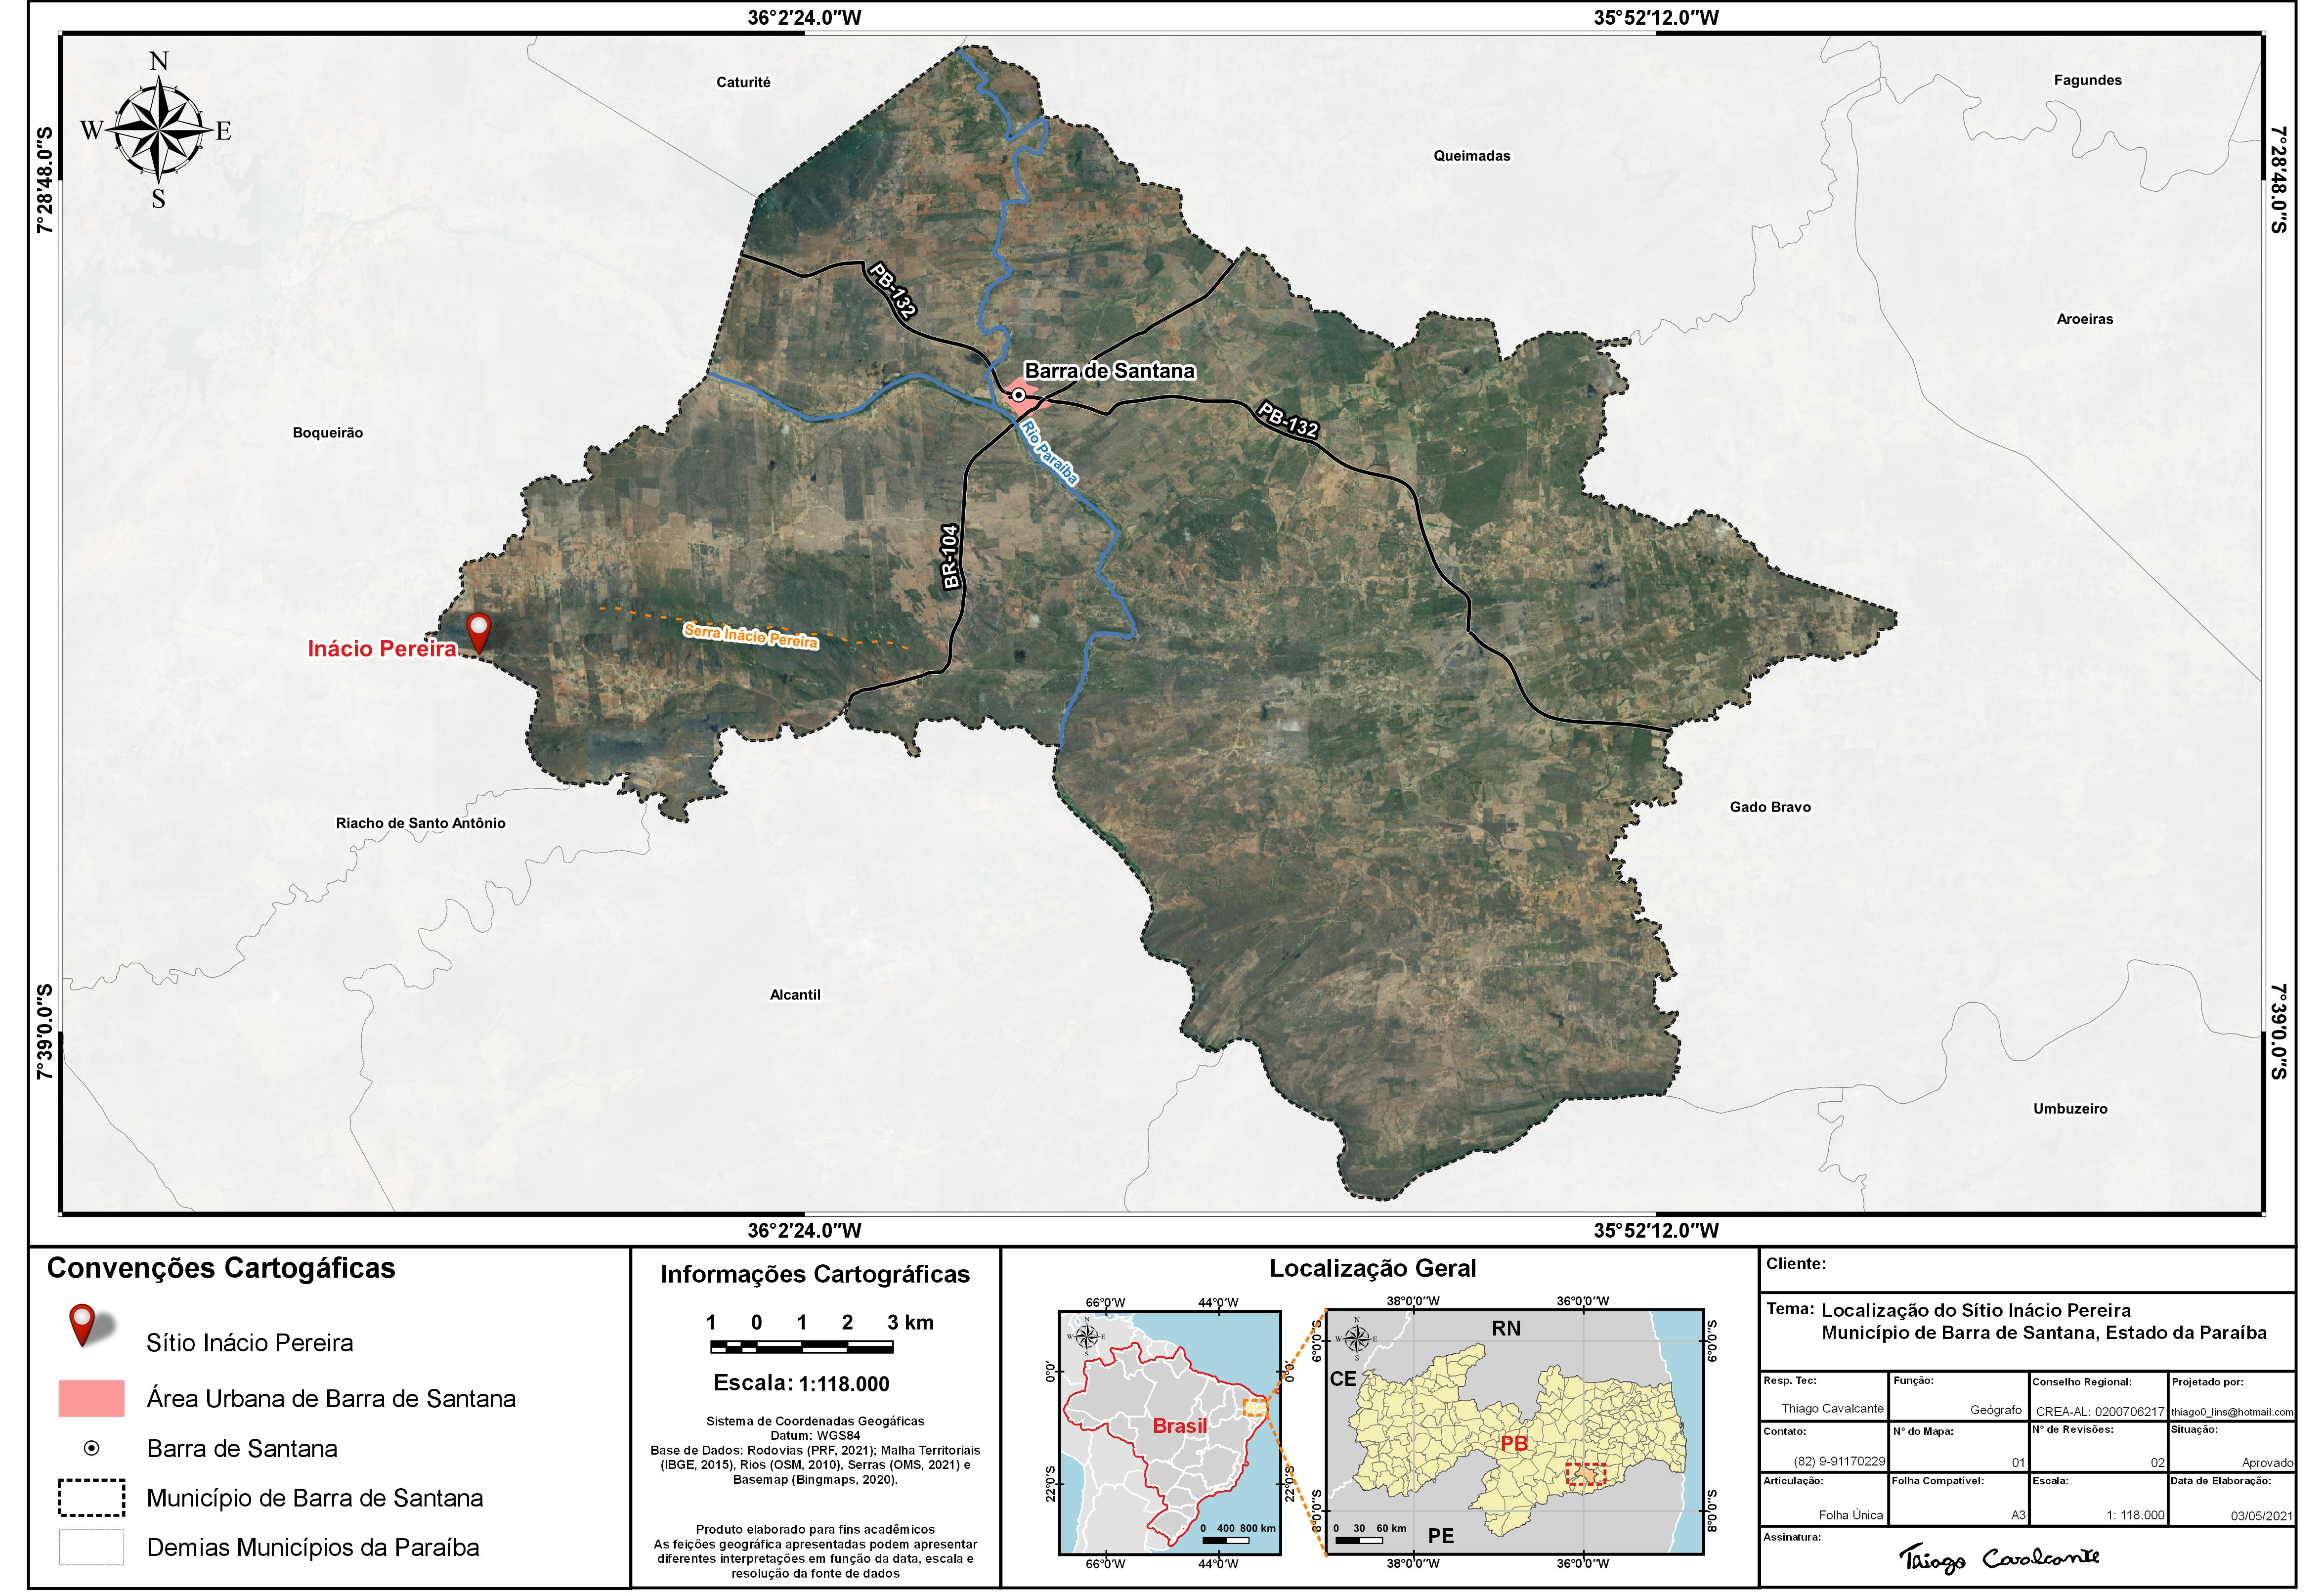 36°2'24.0"W
35°52'12.0"W
N
W
E
S
7°28'48.0"S
7°28'48.0"S
Caturité
Fagundes
Queimadas
PB-132
Aroeiras
Barra de Santana
Boqueirão
PB-132
Rio Paraíba
BR-104
Serra Inácio Pereira
Inácio Pereira
Gado Bravo
Riacho de Santo Antônio
Alcantil
7°39'0.0"S
7°39'0.0"S
Umbuzeiro
36°2'24.0"W
35°52'12.0"W
Convenções Cartogáficas
Sítio Inácio Pereira
Área Urbana de Barra de Santana
Barra de Santana
Município de Barra de Santana
Demias Municípios da Paraíba
Informações Cartográficas
1 0 1 2 3 km
Escala: 1:118.000
Sistema de Coordenadas Geogáficas
Datum: WGS84
Base de Dados: Rodovias (PRF, 2021); Malha Territoriais
(IBGE, 2015), Rios (OSM, 2010), Serras (OMS, 2021) e
Basemap (Bingmaps, 2020).
Produto elaborado para fins acadêmicos
As feições geográfica apresentadas podem apresentar
diferentes interpretações em função da data, escala e
resolução da fonte de dados
Localização Geral
66°0'W 44°0'W
N
W
E
S
0°0'
0°0'
Brasil
22°0'S
22°0'S
0 400 800 km
66°0'W 44°0'W
38°0'0"W 36°0'0"W
N
W
E
S
6°0'0"S
6°0'0"S
RN
CE
PB
PE
8°0'0"S
8°0'0"S
0 30 60 km
38°0'0"W 36°0'0"W
Cliente:
Tema: Localização do Sítio Inácio Pereira
Município de Barra de Santana, Estado da Paraíba
Resp. Tec:
Thiago Cavalcante
Função:
Geógrafo
Conselho Regional:
CREA-AL: 0200706217
Projetado por:
thiago0_lins@hotmail.com
Contato:
(82) 9-91170229
Nº do Mapa:
01
Nº de Revisões:
02
Situação:
Aprovado
Articulação:
Folha Única
Folha Compatível:
A3
Escala:
1: 118.000
Data de Elaboração:
03/05/2021
Assinatura:
Thiago Cavalcante